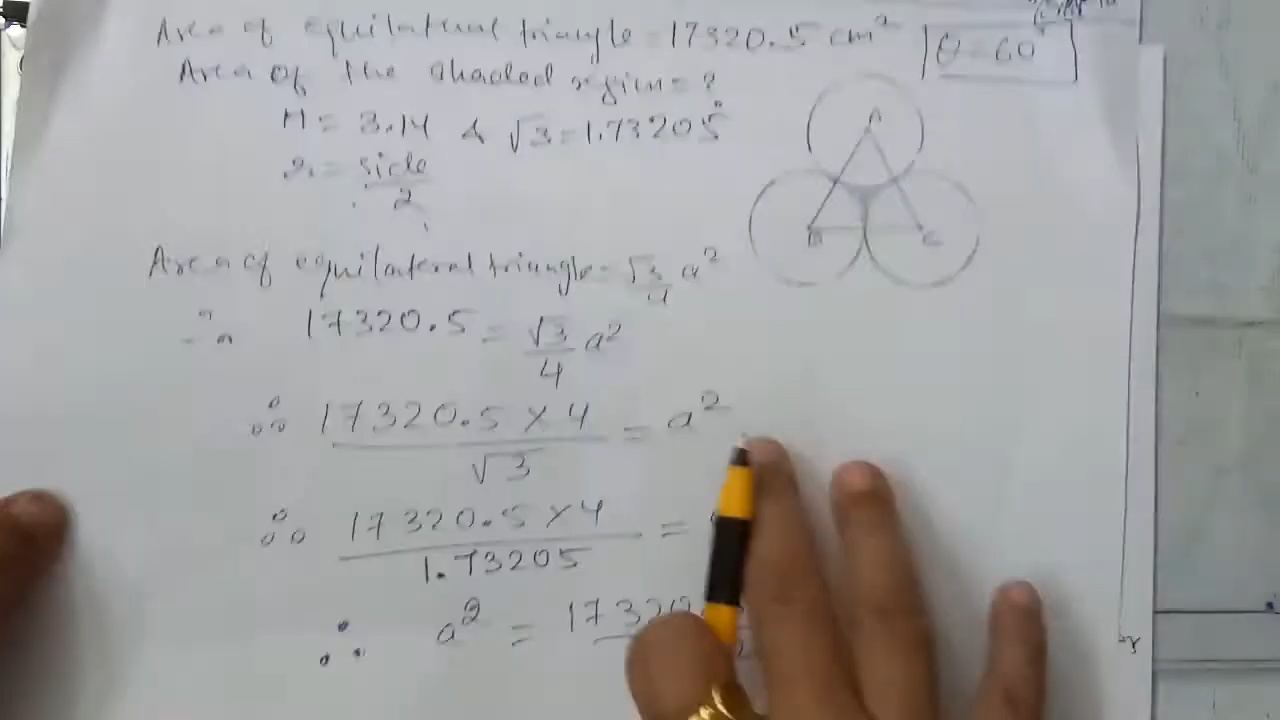 Area of equilateral triangle = 17320.5 cm²
θ = 60°
Area of the shaded region = ?
π = 3.14 & √3 = 1.73205
r = side/2
A
B
C
Area of equilateral triangle = √3/4 a²
∴ 17320.5 = √3/4 a²
∴ 17320.5 × 4 / √3 = a²
∴ 17320.5 × 4 / 1.73205 =
∴ a² = 17320